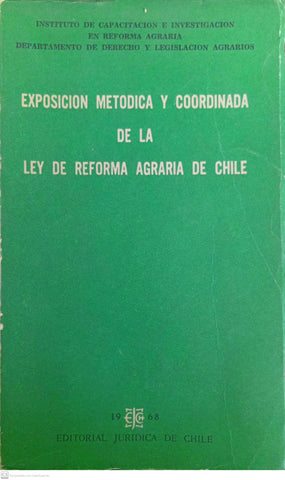 INSTITUTO DE CAPACITACION E INVESTIGACION
EN REFORMA AGRARIA
DEPARTAMENTO DE DERECHO Y LEGISLACION AGRARIOS
EXPOSICION METODICA Y COORDINADA
DE LA
LEY DE REFORMA AGRARIA DE CHILE
19 68
EDITORIAL JURIDICA DE CHILE